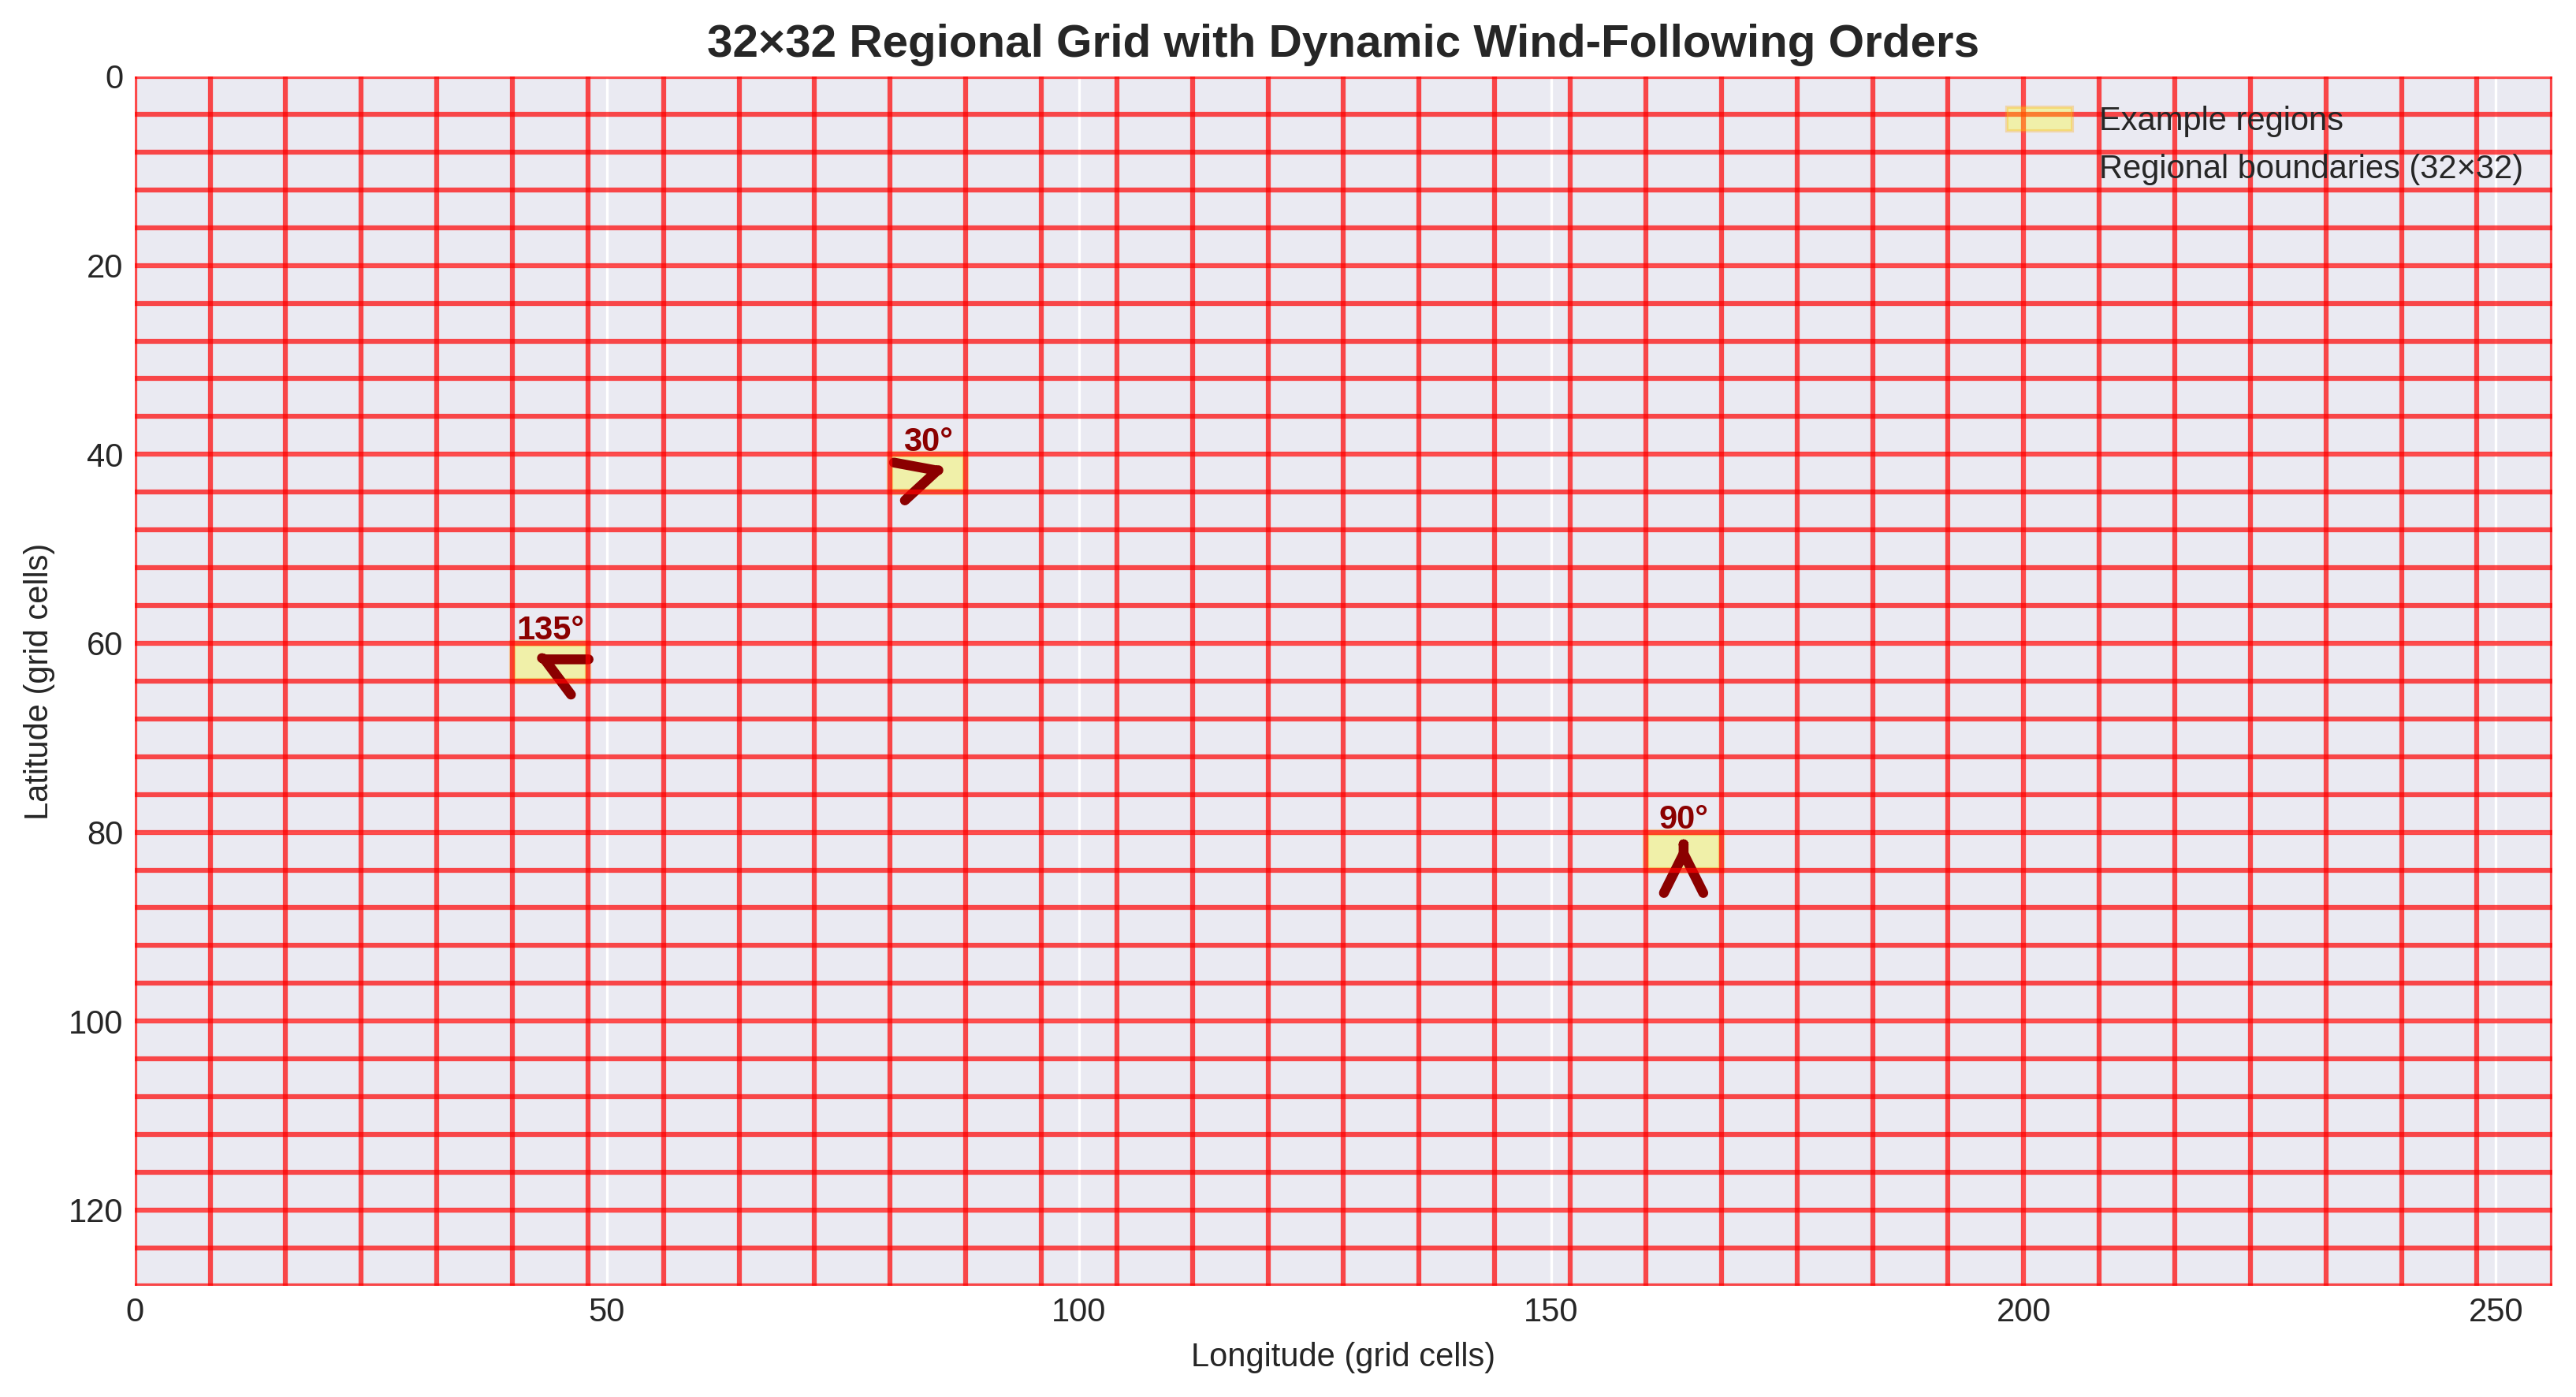 32×32 Regional Grid with Dynamic Wind-Following Orders
Example regions
Regional boundaries (32×32)
0
20
40
60
80
100
120
30°
135°
90°
0 50 100 150 200 250
Latitude (grid cells)
Longitude (grid cells)